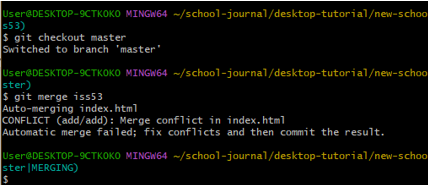 User@DESKTOP-9CTKOKO MINGW64 ~/school-journal/desktop-tutorial/new-schoo
s53)
$ git checkout master
Switched to branch 'master'
User@DESKTOP-9CTKOKO MINGW64 ~/school-journal/desktop-tutorial/new-schoo
ster)
$ git merge iss53
Auto-merging index.html
CONFLICT (add/add): Merge conflict in index.html
Automatic merge failed; fix conflicts and then commit the result.
User@DESKTOP-9CTKOKO MINGW64 ~/school-journal/desktop-tutorial/new-schoo
ster|MERGING)
$